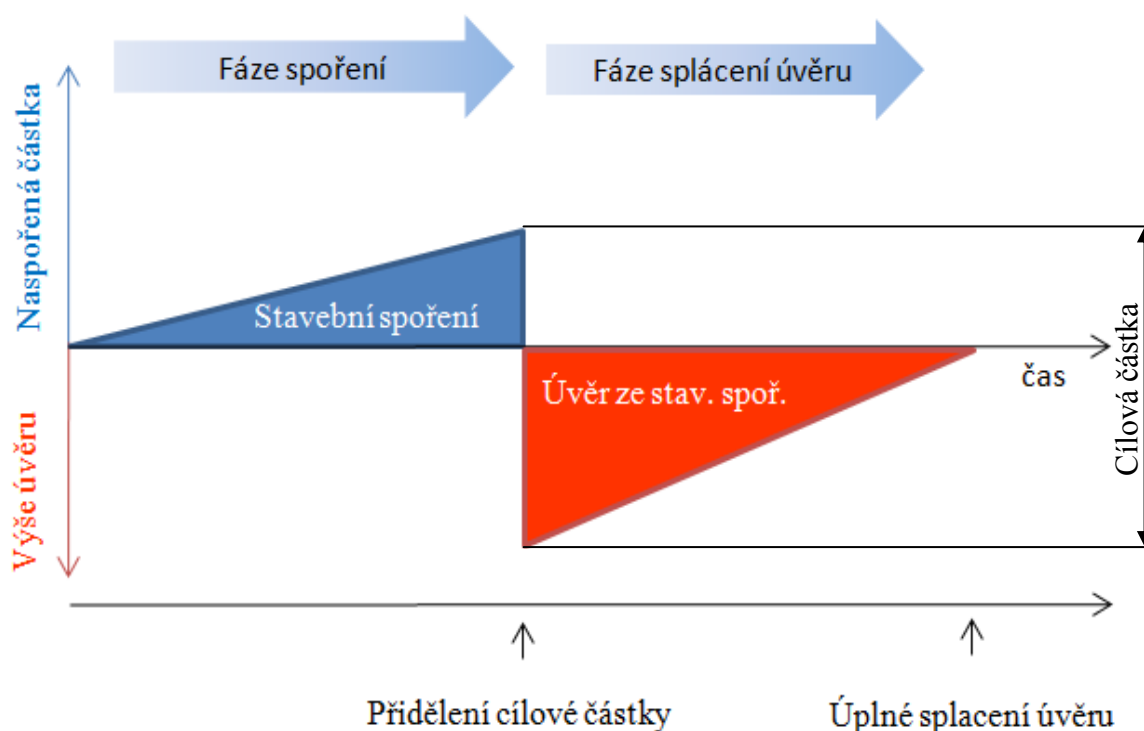 Fáze spoření
Fáze splácení úvěru
Naspořená částka
Stavební spoření
čas
Úvěr ze stav. spoř.
Cílová částka
Výše úvěru
Přidělení cílové částky
Úplné splacení úvěru